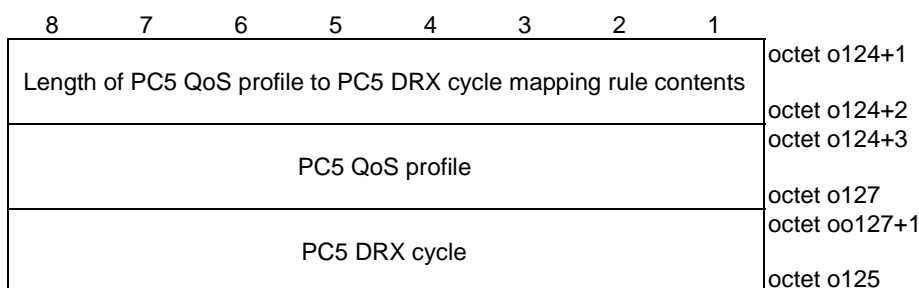 8 7 6 5 4 3 2 1
octet o124+1
Length of PC5 QoS profile to PC5 DRX cycle mapping rule contents
octet o124+2
octet o124+3
PC5 QoS profile
octet o127
octet oo127+1
PC5 DRX cycle
octet o125